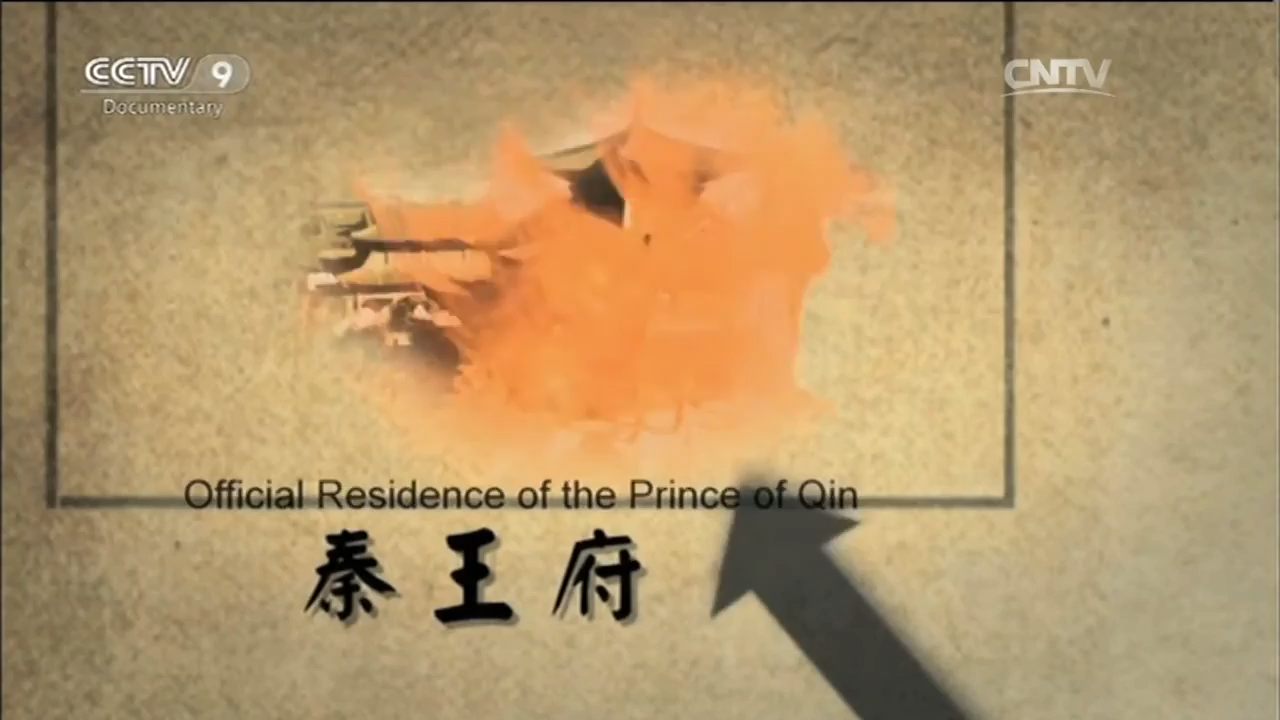 CCTV 9
Documentary
CNTV
Official Residence of the Prince of Qin
秦王府